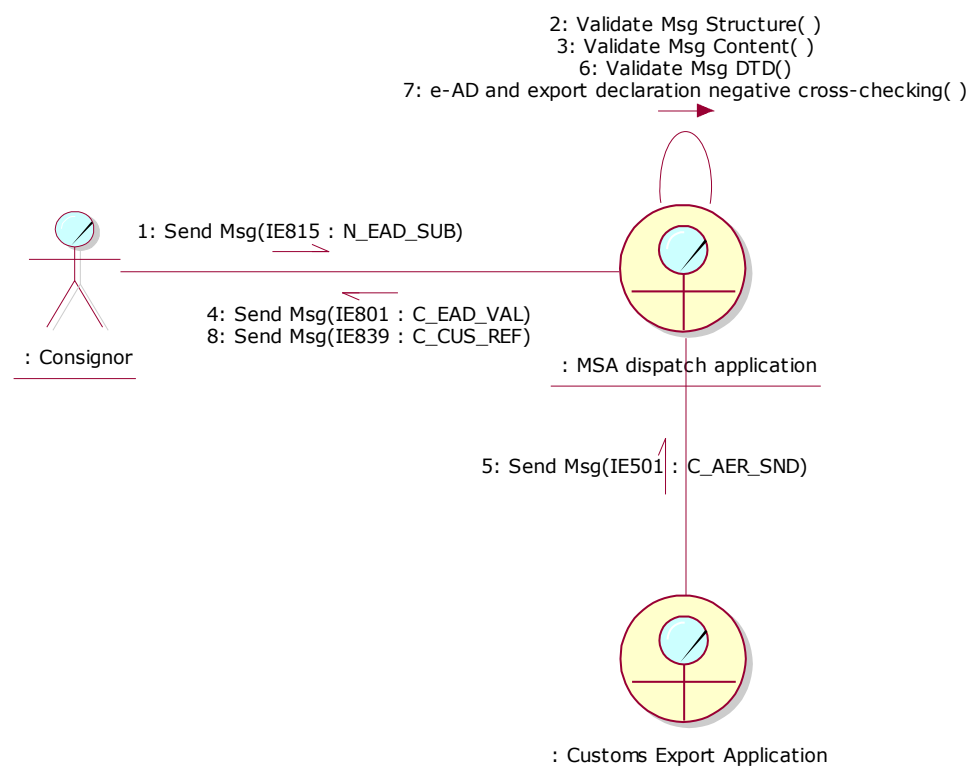 2: Validate Msg Structure( )
3: Validate Msg Content( )
6: Validate Msg DTD()
7: e-AD and export declaration negative cross-checking( )
1: Send Msg(IE815 : N_EAD_SUB)
4: Send Msg(IE801 : C_EAD_VAL)
8: Send Msg(IE839 : C_CUS_REF)
: Consignor
: MSA dispatch application
5: Send Msg(IE501 : C_AER_SND)
: Customs Export Application